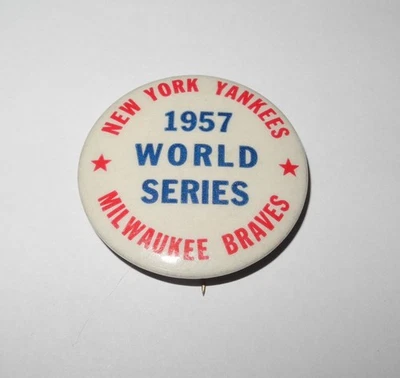 NEW YORK YANKEES
1957
WORLD
SERIES
MILWAUKEE BRAVES